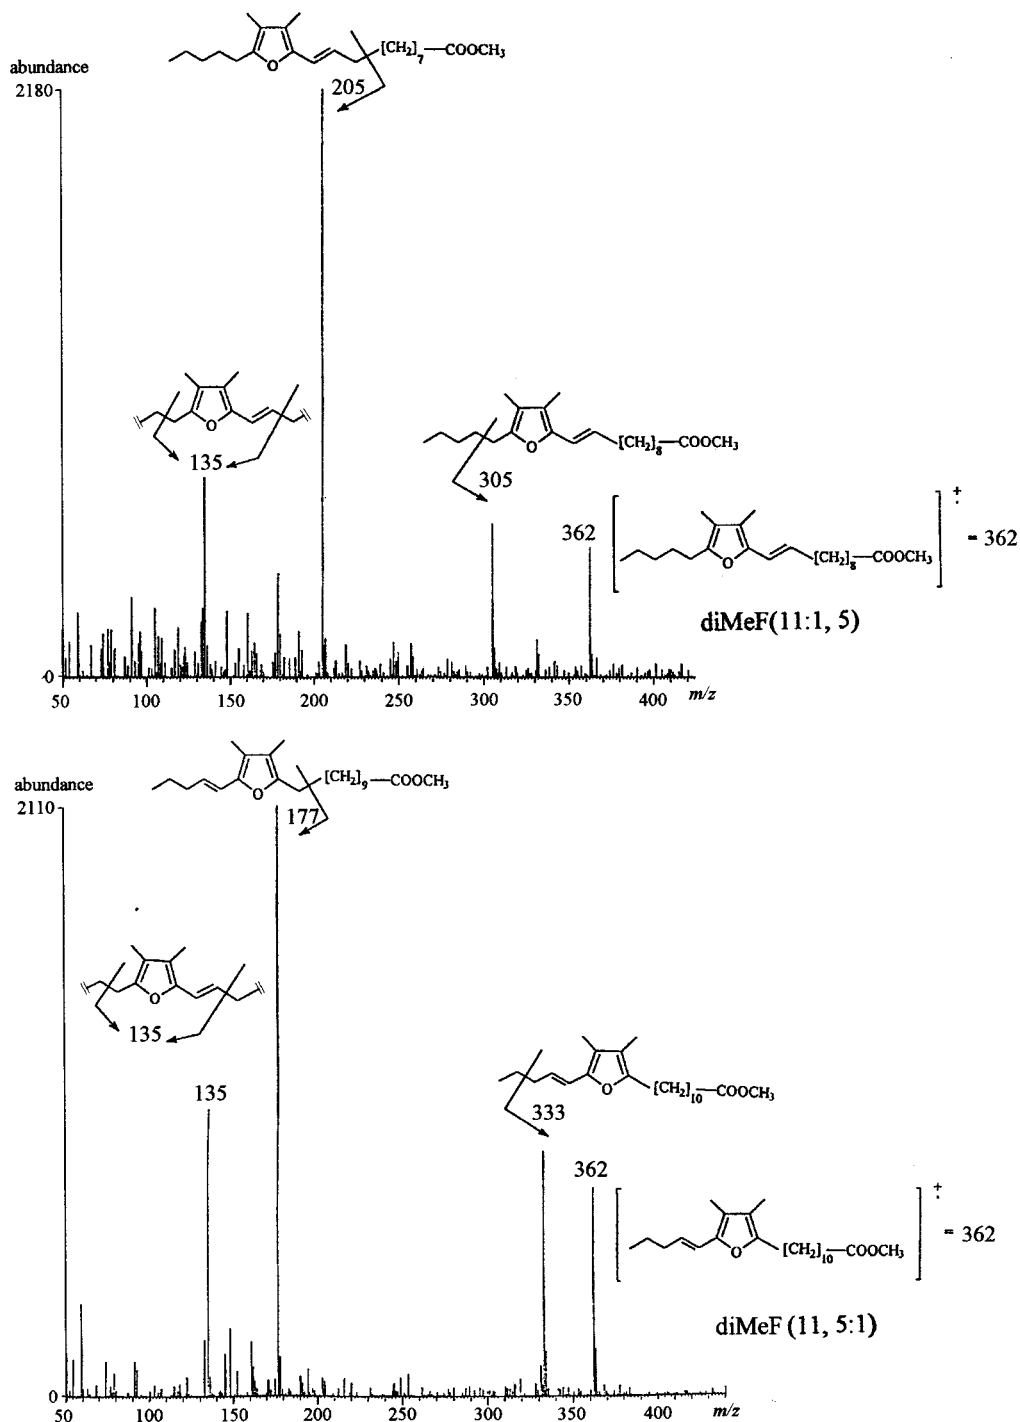 O
[CH₂]₇—COOCH₃
abundance
2180
205
O
135
O
[CH₂]₈—COOCH₃
305
362
O
[CH₂]₈—COOCH₃
+
.
= 362
diMeF(11:1, 5)
0
50 100 150 200 250 300 350 400 m/z
O
[CH₂]₉—COOCH₃
abundance
2110
177
O
135
135
O
[CH₂]₁₀—COOCH₃
333
362
O
[CH₂]₁₀—COOCH₃
+
.
= 362
diMeF (11, 5:1)
0
50 100 150 200 250 300 350 400 m/z